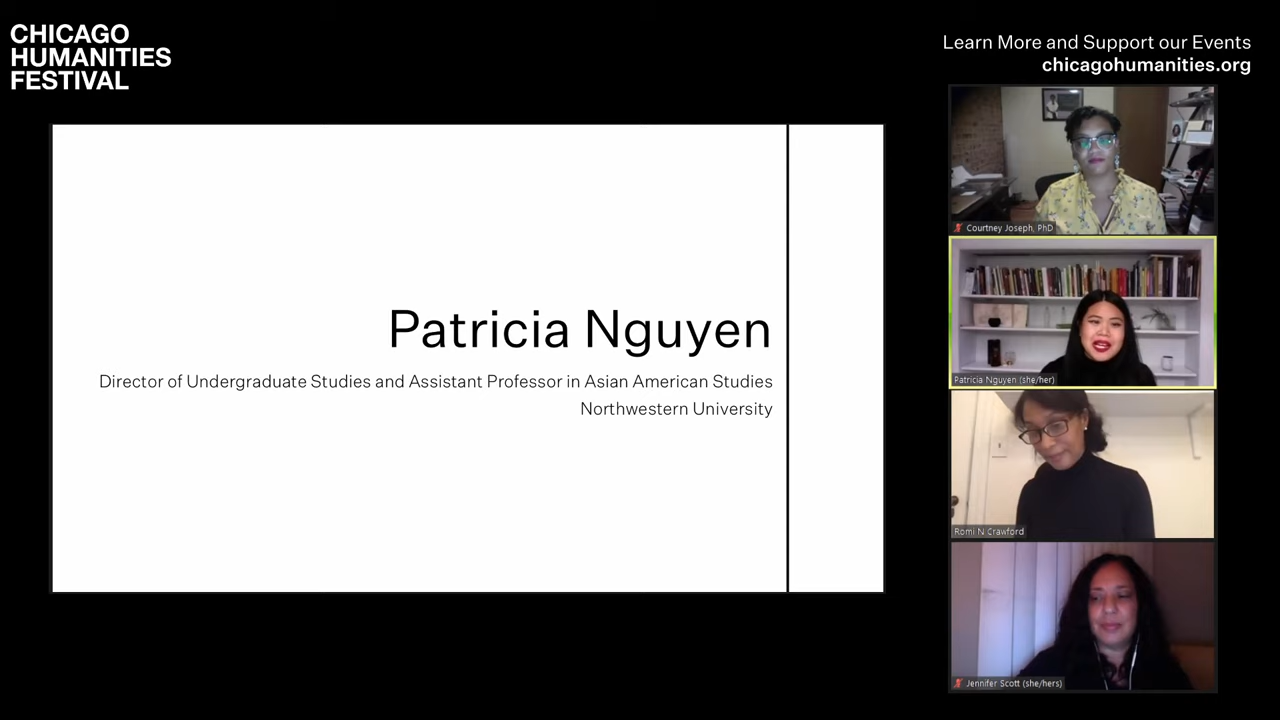 CHICAGO
HUMANITIES
FESTIVAL
Learn More and Support our Events
chicagohumanities.org
Patricia Nguyen
Director of Undergraduate Studies and Assistant Professor in Asian American Studies
Northwestern University
Courtney Joseph, PhD
Patricia Nguyen (she/her)
Romi N Crawford
Jennifer Scott (she/hers)